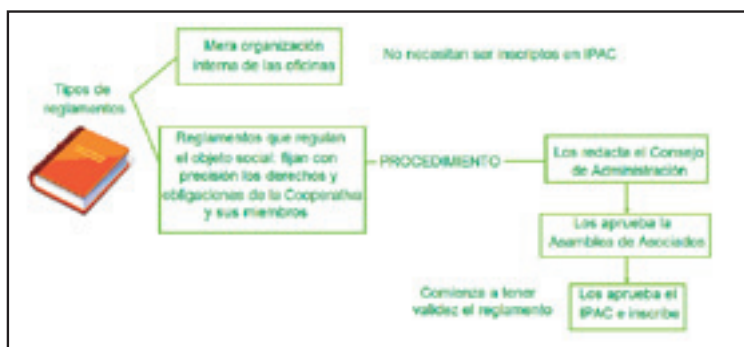 Mera organización
interna de las oficinas
No necesitan ser inscriptos en IPAC
Tipos de
reglamentos
Reglamentos que regulan
el objeto social: fijan con
precisión los derechos y
obligaciones de la Cooperativa
y sus miembros
PROCEDIMIENTO
Los redacta el Consejo
de Administración
Los aprueba la
Asamblea de Asociados
Comienza a tener
validez el reglamento
Los aprueba el
IPAC e inscribe